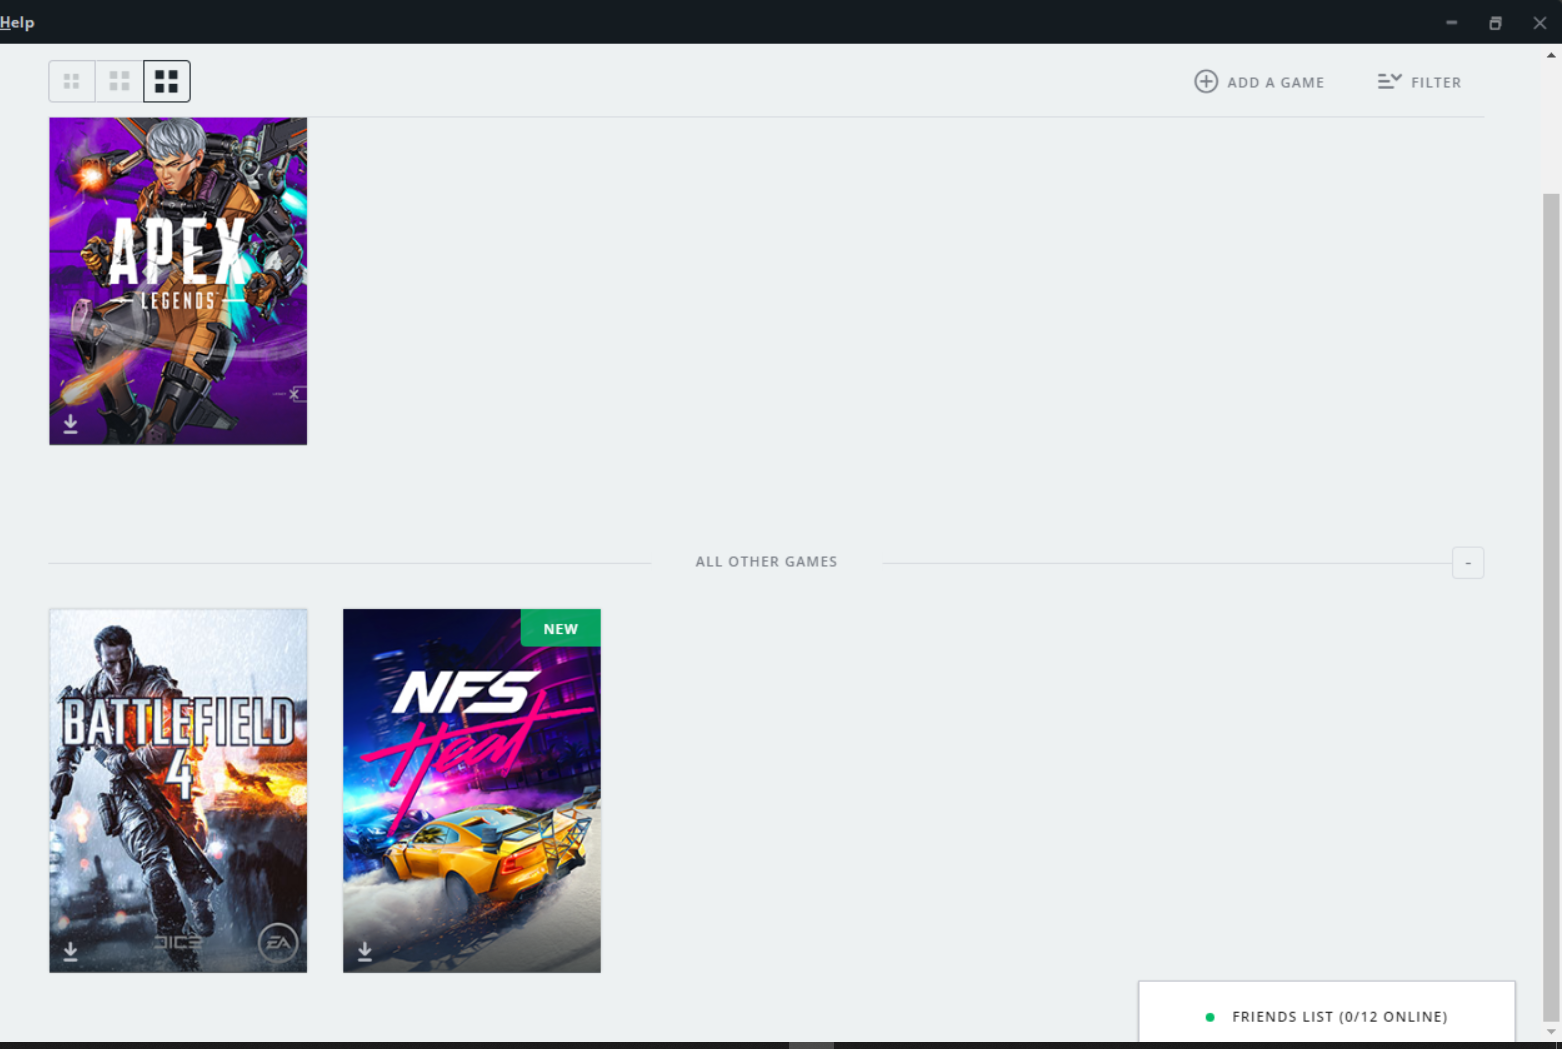 Help
ADD A GAME
FILTER
APEX
LEGENDS
ALL OTHER GAMES
-
BATTLEFIELD
4
DICE
EA
NEW
NFS
Heat
FRIENDS LIST (0/12 ONLINE)